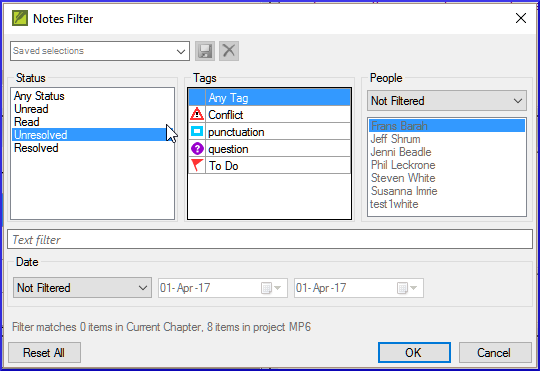 Notes Filter
Saved selections
Status
Any Status
Unread
Read
Unresolved
Resolved
Tags
Any Tag
Conflict
punctuation
question
To Do
People
Not Filtered
Frans Barah
Jeff Shrum
Jenni Beadle
Phil Leckrone
Steven White
Susanna Imrie
test1white
Text filter
Date
Not Filtered
01-Apr-17
01-Apr-17
Filter matches 0 items in Current Chapter, 8 items in project MP6
Reset All
OK
Cancel